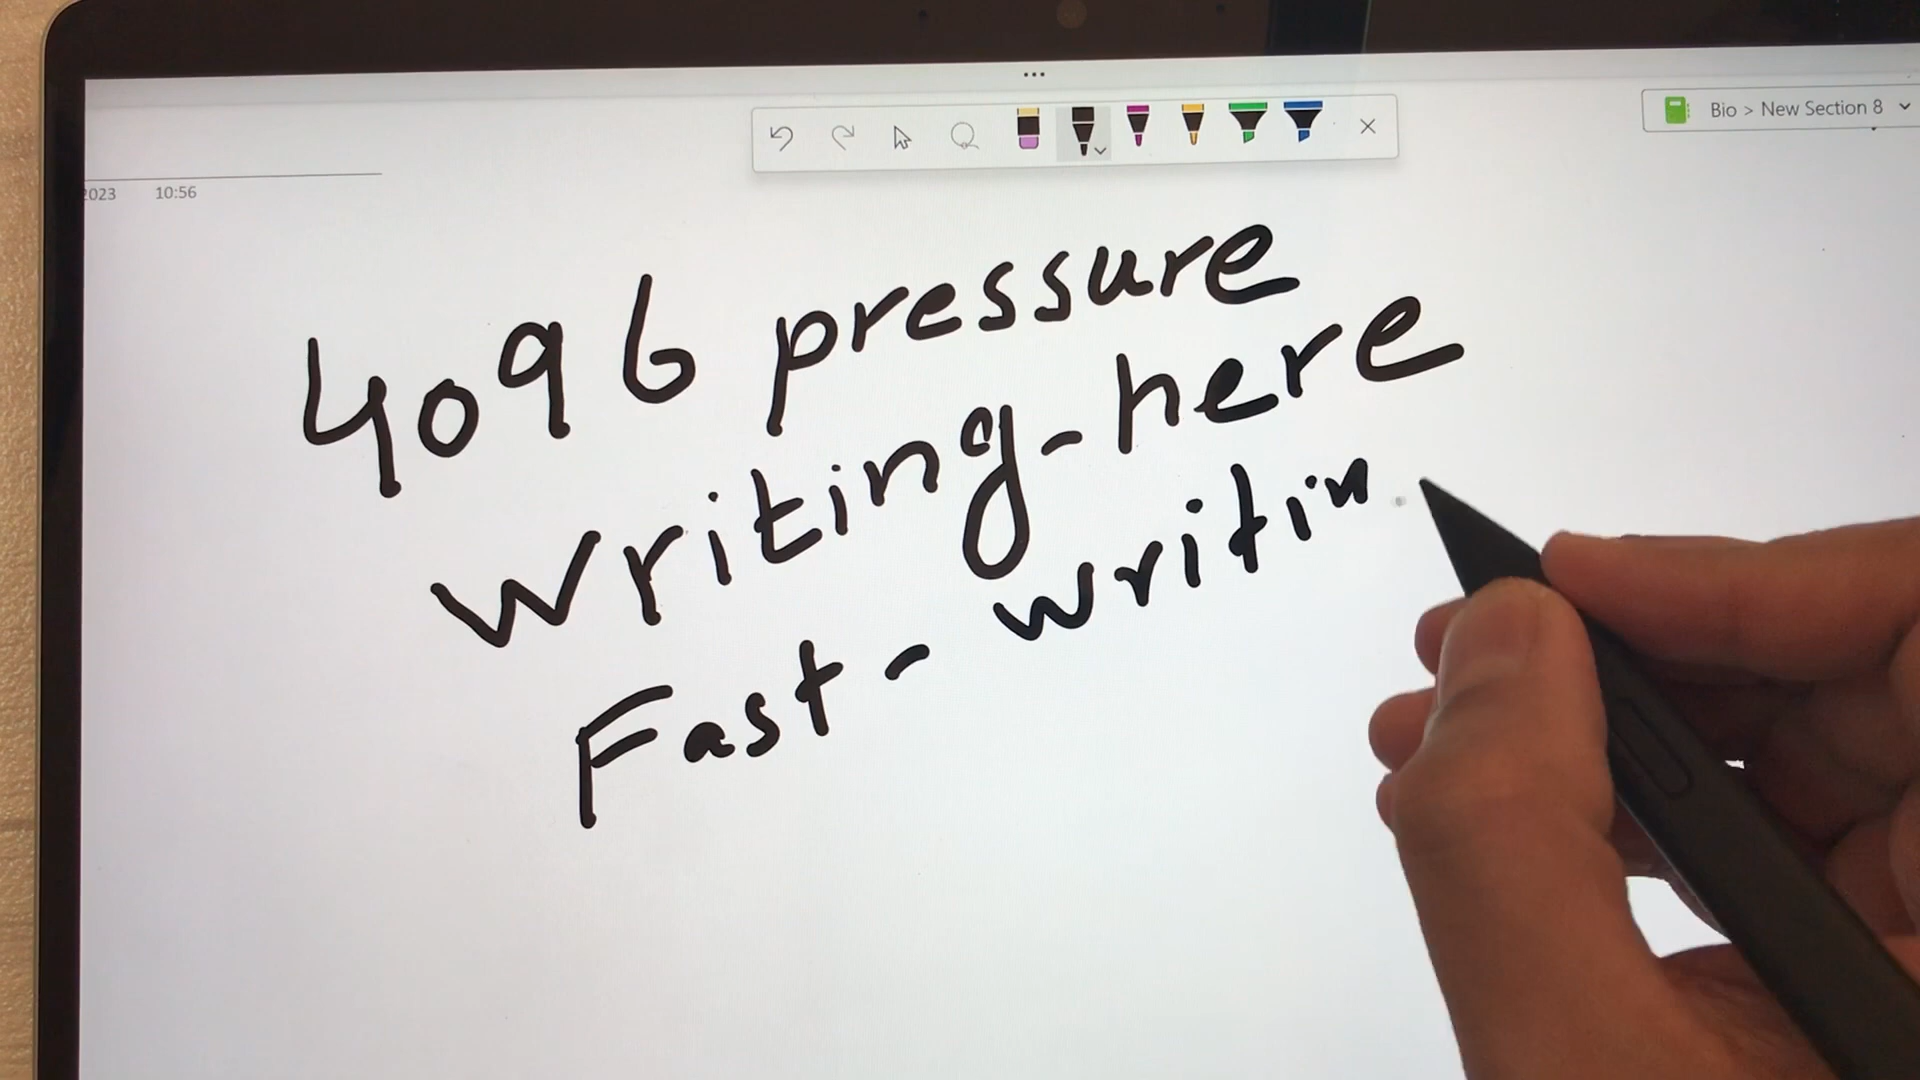 Bio > New Section 8
2023 10:56
4096 pressure
writing-here
Fast - writin